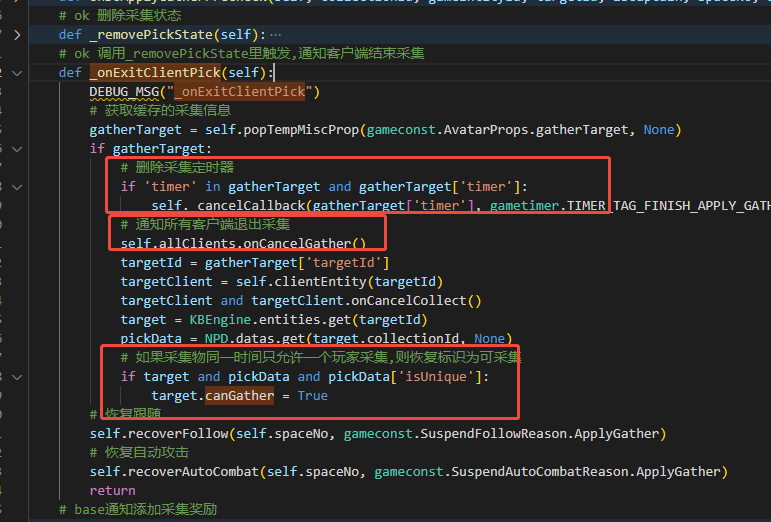 # ok 删除采集状态
def _removePickState(self): ···
# ok 调用_removePickState里触发,通知客户端结束采集
def _onExitClientPick(self):
DEBUG_MSG("_onExitClientPick")
# 获取缓存的采集信息
gatherTarget = self.popTempMiscProp(gameconst.AvatarProps.gatherTarget, None)
if gatherTarget:
# 删除采集定时器
if 'timer' in gatherTarget and gatherTarget['timer']:
self._cancelCallback(gatherTarget['timer'], gametimer.TIMER_TAG_FINISH_APPLY_GATH
# 通知所有客户端退出采集
self.allClients.onCancelGather()
targetId = gatherTarget['targetId']
targetClient = self.clientEntity(targetId)
targetClient and targetClient.onCancelCollect()
target = KBEngine.entities.get(targetId)
pickData = NPD.datas.get(target.collectionId, None)
# 如果采集物同一时间只允许一个玩家采集,则恢复标识为可采集
if target and pickData and pickData['isUnique']:
target.canGather = True
# 恢复跟随
self.recoverFollow(self.spaceNo, gameconst.SuspendFollowReason.ApplyGather)
# 恢复自动攻击
self.recoverAutoCombat(self.spaceNo, gameconst.SuspendAutoCombatReason.ApplyGather)
return
# base通知添加采集奖励